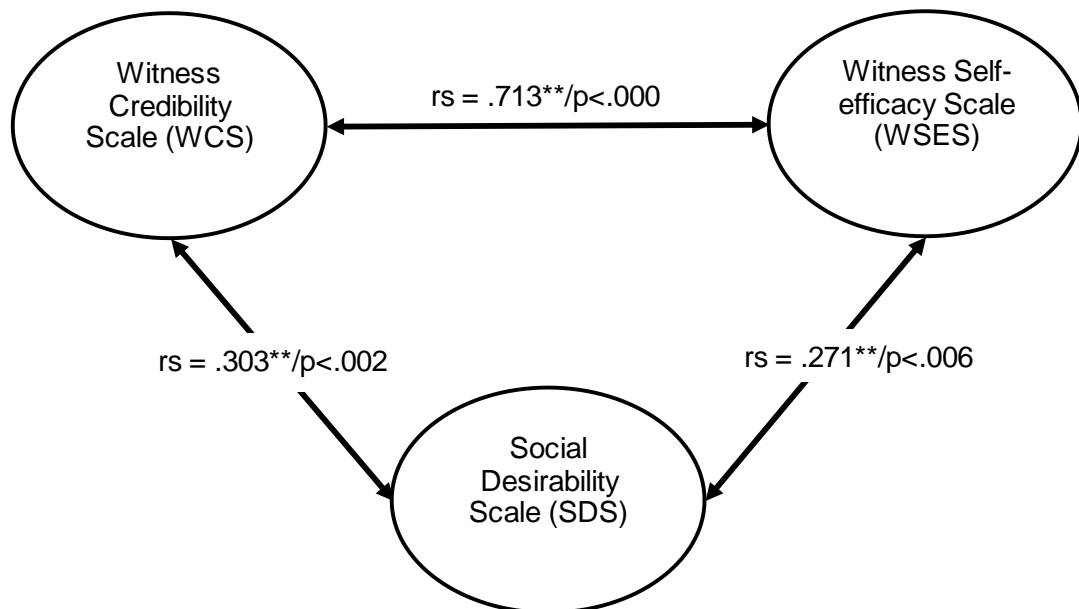 Witness
Credibility
Scale (WCS)
rs = .713**/p<.000
Witness Self-
efficacy Scale
(WSES)
rs = .303**/p<.002
rs = .271**/p<.006
Social
Desirability
Scale (SDS)